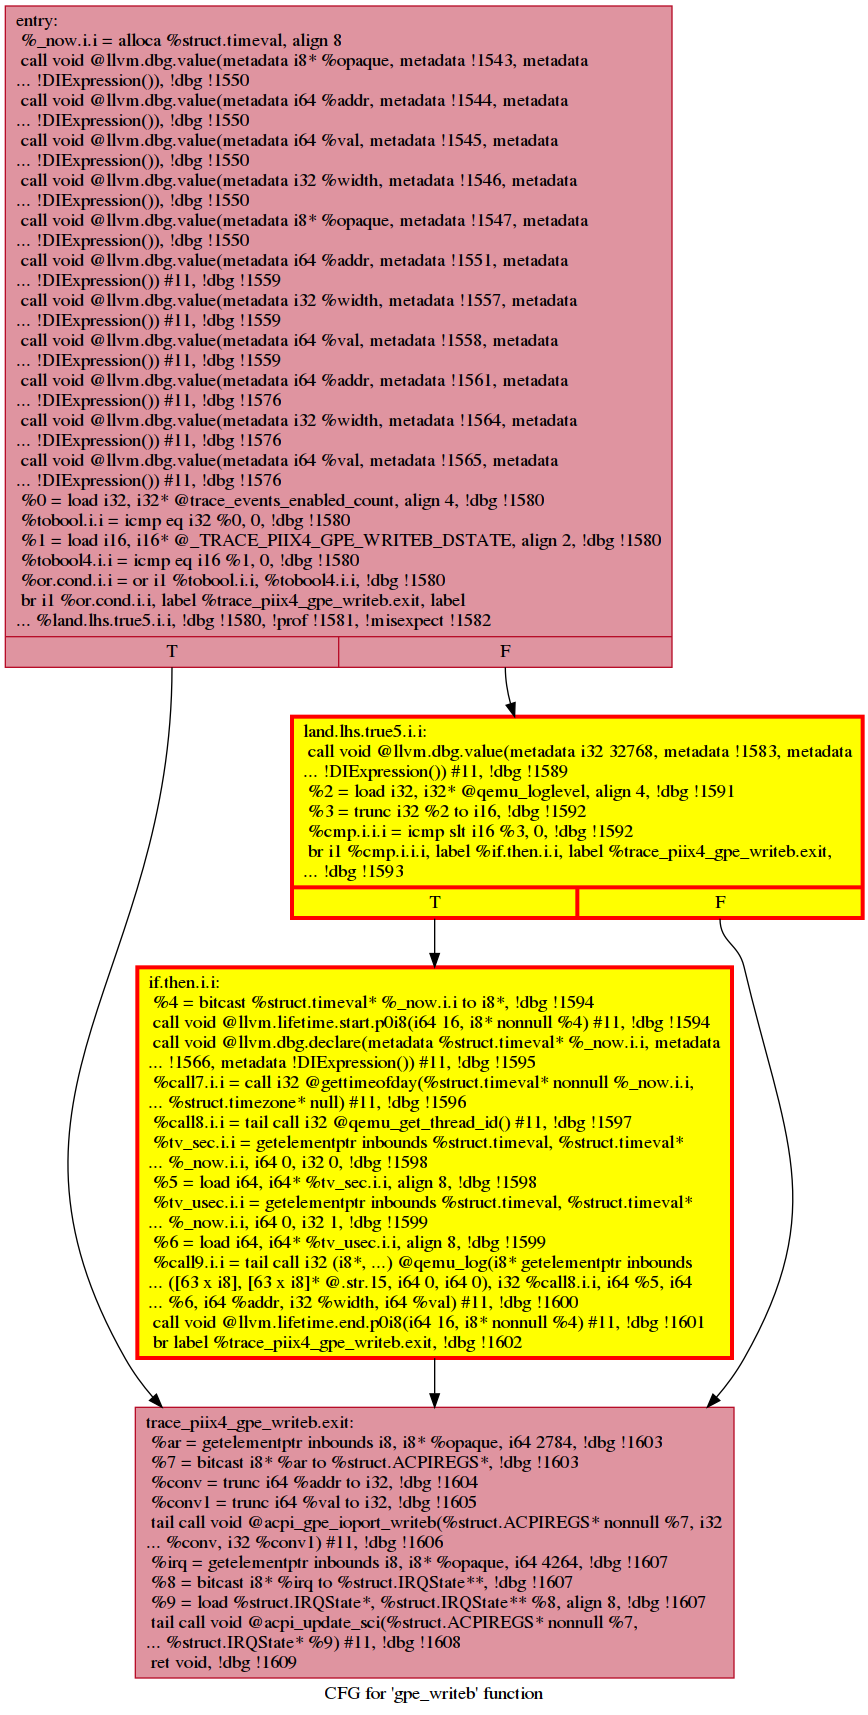 entry:
%_now.i.i = alloca %struct.timeval, align 8
call void @llvm.dbg.value(metadata i8* %opaque, metadata !1543, metadata
... !DIExpression()), !dbg !1550
call void @llvm.dbg.value(metadata i64 %addr, metadata !1544, metadata
... !DIExpression()), !dbg !1550
call void @llvm.dbg.value(metadata i64 %val, metadata !1545, metadata
... !DIExpression()), !dbg !1550
call void @llvm.dbg.value(metadata i32 %width, metadata !1546, metadata
... !DIExpression()), !dbg !1550
call void @llvm.dbg.value(metadata i8* %opaque, metadata !1547, metadata
... !DIExpression()), !dbg !1550
call void @llvm.dbg.value(metadata i64 %addr, metadata !1551, metadata
... !DIExpression()) #11, !dbg !1559
call void @llvm.dbg.value(metadata i32 %width, metadata !1557, metadata
... !DIExpression()) #11, !dbg !1559
call void @llvm.dbg.value(metadata i64 %val, metadata !1558, metadata
... !DIExpression()) #11, !dbg !1559
call void @llvm.dbg.value(metadata i64 %addr, metadata !1561, metadata
... !DIExpression()) #11, !dbg !1576
call void @llvm.dbg.value(metadata i32 %width, metadata !1564, metadata
... !DIExpression()) #11, !dbg !1576
call void @llvm.dbg.value(metadata i64 %val, metadata !1565, metadata
... !DIExpression()) #11, !dbg !1576
%0 = load i32, i32* @trace_events_enabled_count, align 4, !dbg !1580
%tobool.i.i = icmp eq i32 %0, 0, !dbg !1580
%1 = load i16, i16* @_TRACE_PIIX4_GPE_WRITEB_DSTATE, align 2, !dbg !1580
%tobool4.i.i = icmp eq i16 %1, 0, !dbg !1580
%or.cond.i.i = or i1 %tobool.i.i, %tobool4.i.i, !dbg !1580
br i1 %or.cond.i.i, label %trace_piix4_gpe_writeb.exit, label
... %land.lhs.true5.i.i, !dbg !1580, !prof !1581, !misexpect !1582
T F
land.lhs.true5.i.i:
call void @llvm.dbg.value(metadata i32 32768, metadata !1583, metadata
... !DIExpression()) #11, !dbg !1589
%2 = load i32, i32* @qemu_loglevel, align 4, !dbg !1591
%3 = trunc i32 %2 to i16, !dbg !1592
%cmp.i.i.i = icmp slt i16 %3, 0, !dbg !1592
br i1 %cmp.i.i.i, label %if.then.i.i, label %trace_piix4_gpe_writeb.exit,
... !dbg !1593
T F
if.then.i.i:
%4 = bitcast %struct.timeval* %_now.i.i to i8*, !dbg !1594
call void @llvm.lifetime.start.p0i8(i64 16, i8* nonnull %4) #11, !dbg !1594
call void @llvm.dbg.declare(metadata %struct.timeval* %_now.i.i, metadata
... !1566, metadata !DIExpression()) #11, !dbg !1595
%call7.i.i = call i32 @gettimeofday(%struct.timeval* nonnull %_now.i.i,
... %struct.timezone* null) #11, !dbg !1596
%call8.i.i = tail call i32 @qemu_get_thread_id() #11, !dbg !1597
%tv_sec.i.i = getelementptr inbounds %struct.timeval, %struct.timeval*
... %_now.i.i, i64 0, i32 0, !dbg !1598
%5 = load i64, i64* %tv_sec.i.i, align 8, !dbg !1598
%tv_usec.i.i = getelementptr inbounds %struct.timeval, %struct.timeval*
... %_now.i.i, i64 0, i32 1, !dbg !1599
%6 = load i64, i64* %tv_usec.i.i, align 8, !dbg !1599
%call9.i.i = tail call i32 (i8*, ...) @qemu_log(i8* getelementptr inbounds
... ([63 x i8], [63 x i8]* @.str.15, i64 0, i64 0), i32 %call8.i.i, i64 %5, i64
... %6, i64 %addr, i32 %width, i64 %val) #11, !dbg !1600
call void @llvm.lifetime.end.p0i8(i64 16, i8* nonnull %4) #11, !dbg !1601
br label %trace_piix4_gpe_writeb.exit, !dbg !1602
trace_piix4_gpe_writeb.exit:
%ar = getelementptr inbounds i8, i8* %opaque, i64 2784, !dbg !1603
%7 = bitcast i8* %ar to %struct.ACPIREGS*, !dbg !1603
%conv = trunc i64 %addr to i32, !dbg !1604
%conv1 = trunc i64 %val to i32, !dbg !1605
tail call void @acpi_gpe_ioport_writeb(%struct.ACPIREGS* nonnull %7, i32
... %conv, i32 %conv1) #11, !dbg !1606
%irq = getelementptr inbounds i8, i8* %opaque, i64 4264, !dbg !1607
%8 = bitcast i8* %irq to %struct.IRQState**, !dbg !1607
%9 = load %struct.IRQState*, %struct.IRQState** %8, align 8, !dbg !1607
tail call void @acpi_update_sci(%struct.ACPIREGS* nonnull %7,
... %struct.IRQState* %9) #11, !dbg !1608
ret void, !dbg !1609
CFG for 'gpe_writeb' function